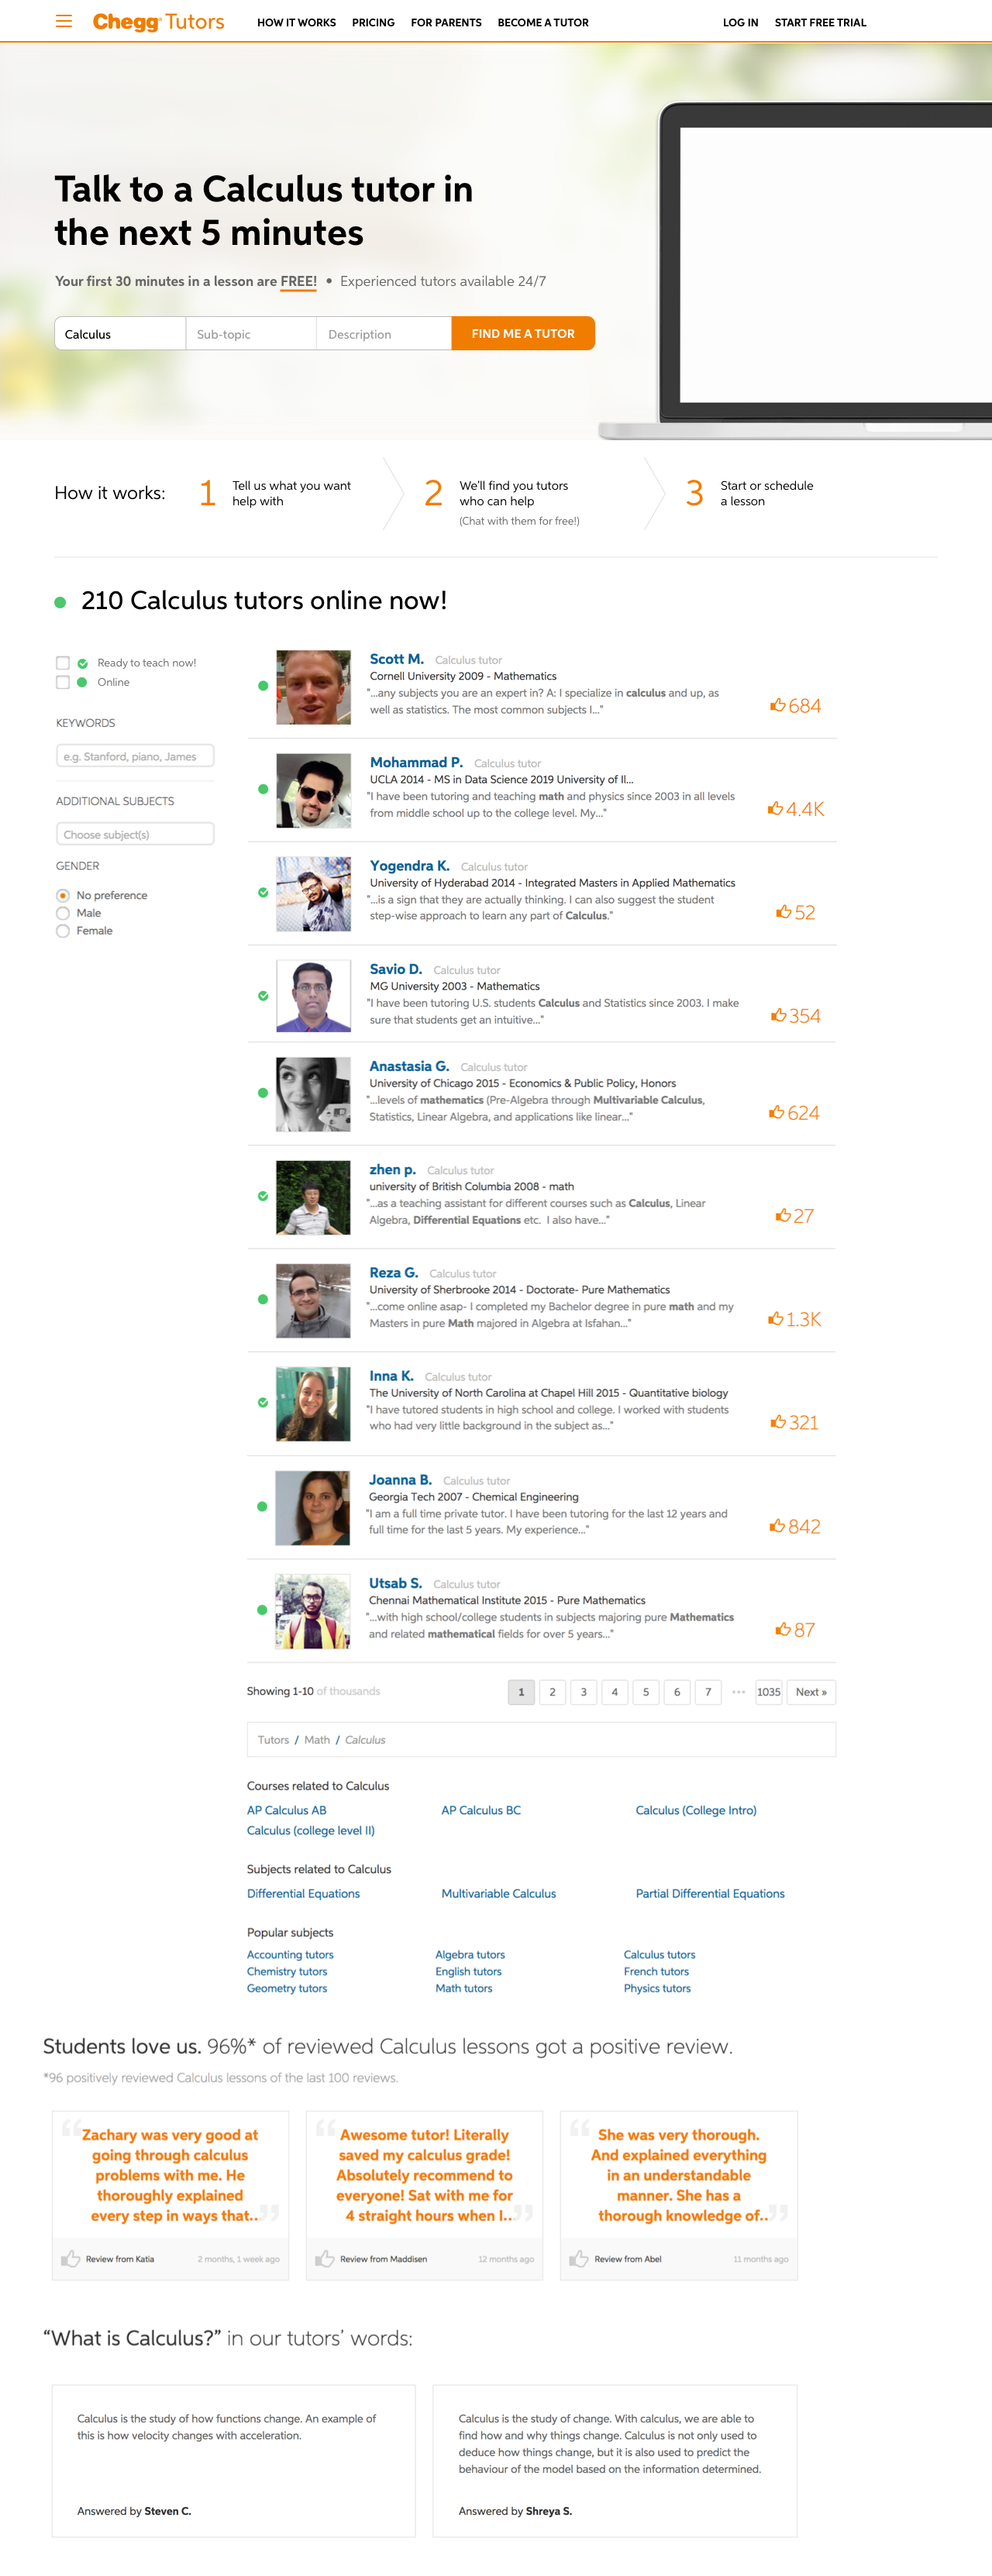 Chegg Tutors
HOW IT WORKS
PRICING
FOR PARENTS
BECOME A TUTOR
LOG IN
START FREE TRIAL
Talk to a Calculus tutor in
the next 5 minutes
Your first 30 minutes in a lesson are FREE! • Experienced tutors available 24/7
Calculus
Sub-topic
Description
FIND ME A TUTOR
How it works:
1
Tell us what you want
help with
2
We'll find you tutors
who can help
(Chat with them for free!)
3
Start or schedule
a lesson
210 Calculus tutors online now!
Ready to teach now!
Online
KEYWORDS
e.g. Stanford, piano, James
ADDITIONAL SUBJECTS
Choose subject(s)
GENDER
No preference
Male
Female
Scott M. Calculus tutor
Cornell University 2009 - Mathematics
"...any subjects you are an expert in? A: I specialize in calculus and up, as
well as statistics. The most common subjects I..."
684
Mohammad P. Calculus tutor
UCLA 2014 - MS in Data Science 2019 University of Il...
"I have been tutoring and teaching math and physics since 2003 in all levels
from middle school up to the college level. My..."
4.4K
Yogendra K. Calculus tutor
University of Hyderabad 2014 - Integrated Masters in Applied Mathematics
"...is a sign that they are actually thinking. I can also suggest the student
step-wise approach to learn any part of Calculus."
52
Savio D. Calculus tutor
MG University 2003 - Mathematics
"I have been tutoring U.S. students Calculus and Statistics since 2003. I make
sure that students get an intuitive..."
354
Anastasia G. Calculus tutor
University of Chicago 2015 - Economics & Public Policy, Honors
"...levels of mathematics (Pre-Algebra through Multivariable Calculus,
Statistics, Linear Algebra, and applications like linear..."
624
zhen p. Calculus tutor
university of British Columbia 2008 - math
"...as a teaching assistant for different courses such as Calculus, Linear
Algebra, Differential Equations etc. I also have..."
27
Reza G. Calculus tutor
University of Sherbrooke 2014 - Doctorate- Pure Mathematics
"...come online asap- I completed my Bachelor degree in pure math and my
Masters in pure Math majored in Algebra at Isfahan..."
1.3K
Inna K. Calculus tutor
The University of North Carolina at Chapel Hill 2015 - Quantitative biology
"I have tutored students in high school and college. I worked with students
who had very little background in the subject as..."
321
Joanna B. Calculus tutor
Georgia Tech 2007 - Chemical Engineering
"I am a full time private tutor. I have been tutoring for the last 12 years and
full time for the last 5 years. My experience..."
842
Utsab S. Calculus tutor
Chennai Mathematical Institute 2015 - Pure Mathematics
"...with high school/college students in subjects majoring pure Mathematics
and related mathematical fields for over 5 years..."
87
Showing 1-10 of thousands
1 2 3 4 5 6 7 ••• 1035 Next »
Tutors / Math / Calculus
Courses related to Calculus
AP Calculus AB
AP Calculus BC
Calculus (College Intro)
Calculus (college level II)
Subjects related to Calculus
Differential Equations
Multivariable Calculus
Partial Differential Equations
Popular subjects
Accounting tutors
Algebra tutors
Calculus tutors
Chemistry tutors
English tutors
French tutors
Geometry tutors
Math tutors
Physics tutors
Students love us. 96%* of reviewed Calculus lessons got a positive review.
*96 positively reviewed Calculus lessons of the last 100 reviews.
“Zachary was very good at
going through calculus
problems with me. He
thoroughly explained
every step in ways that..”
Review from Katia
2 months, 1 week ago
“Awesome tutor! Literally
saved my calculus grade!
Absolutely recommend to
everyone! Sat with me for
4 straight hours when I..”
Review from Maddisen
12 months ago
“She was very thorough.
And explained everything
in an understandable
manner. She has a
thorough knowledge of..”
Review from Abel
11 months ago
“What is Calculus?” in our tutors’ words:
Calculus is the study of how functions change. An example of
this is how velocity changes with acceleration.
Answered by Steven C.
Calculus is the study of change. With calculus, we are able to
find how and why things change. Calculus is not only used to
deduce how things change, but it is also used to predict the
behaviour of the model based on the information determined.
Answered by Shreya S.